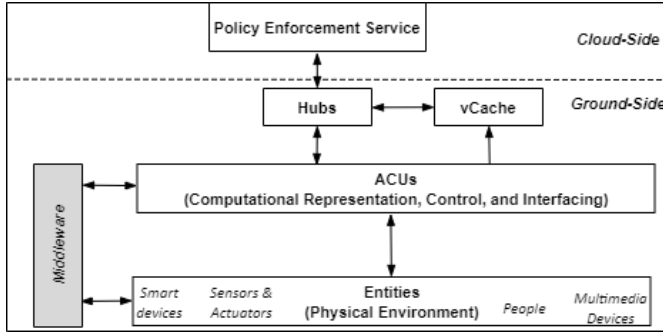 Policy Enforcement Service
Cloud-Side
Hubs
vCache
Ground-Side
ACUs
(Computational Representation, Control, and Interfacing)
Middleware
Smart
devices
Sensors &
Actuators
Entities
(Physical Environment)
People
Multimedia
Devices